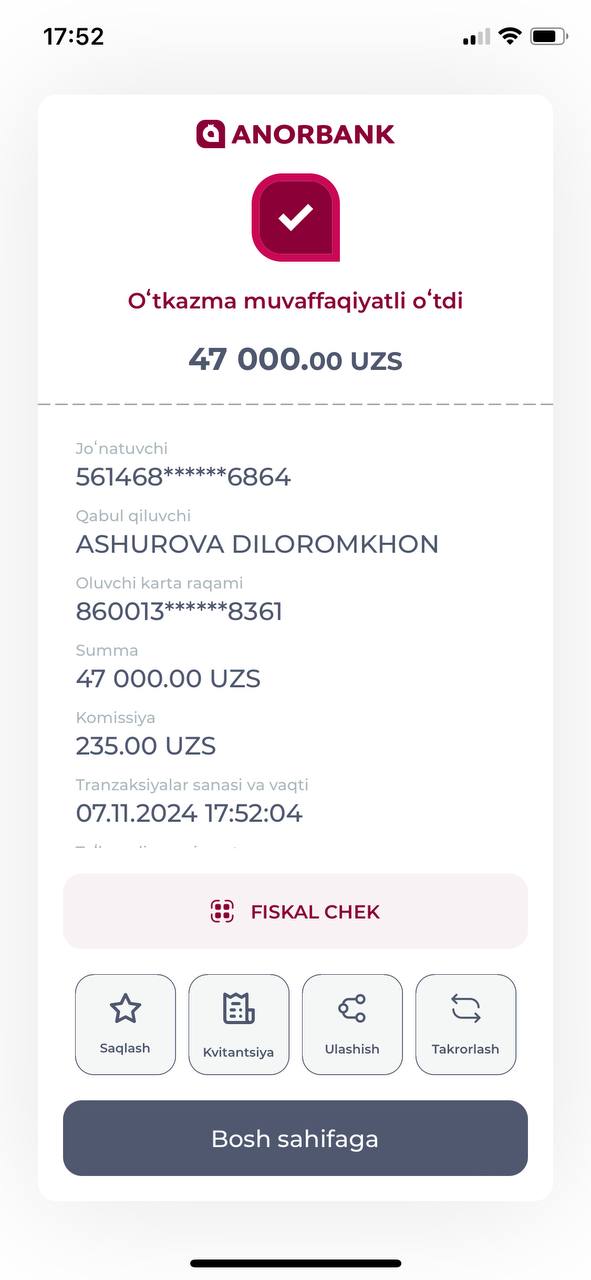 17:52
ANORBANK
Oʻtkazma muvaffaqiyatli oʻtdi
47 000.00 UZS
Joʻnatuvchi
561468******6864
Qabul qiluvchi
ASHUROVA DILOROMKHON
Oluvchi karta raqami
860013******8361
Summa
47 000.00 UZS
Komissiya
235.00 UZS
Tranzaksiyalar sanasi va vaqti
07.11.2024 17:52:04
FISKAL CHEK
Saqlash
Kvitantsiya
Ulashish
Takrorlash
Bosh sahifaga